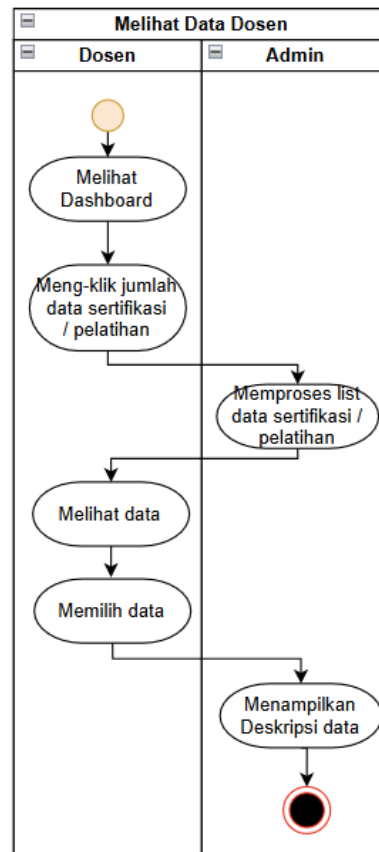 Melihat Data Dosen
Dosen
Admin
Melihat
Dashboard
Meng-klik jumlah
data sertifikasi
/ pelatihan
Memproses list
data sertifikasi /
pelatihan
Melihat data
Memilih data
Menampilkan
Deskripsi data